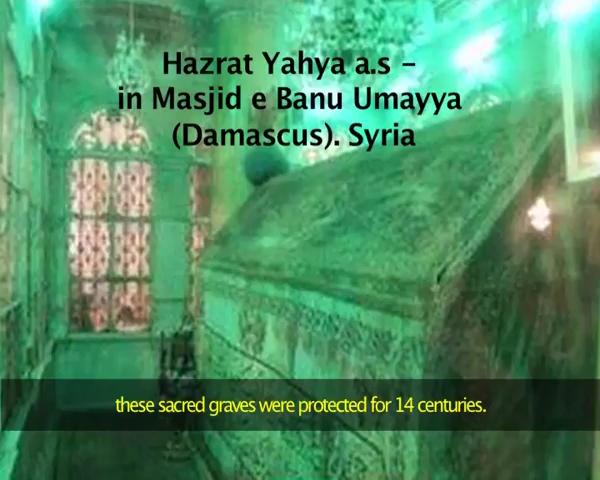 Hazrat Yahya a.s -
in Masjid e Banu Umayya
(Damascus). Syria
these sacred graves were protected for 14 centuries.